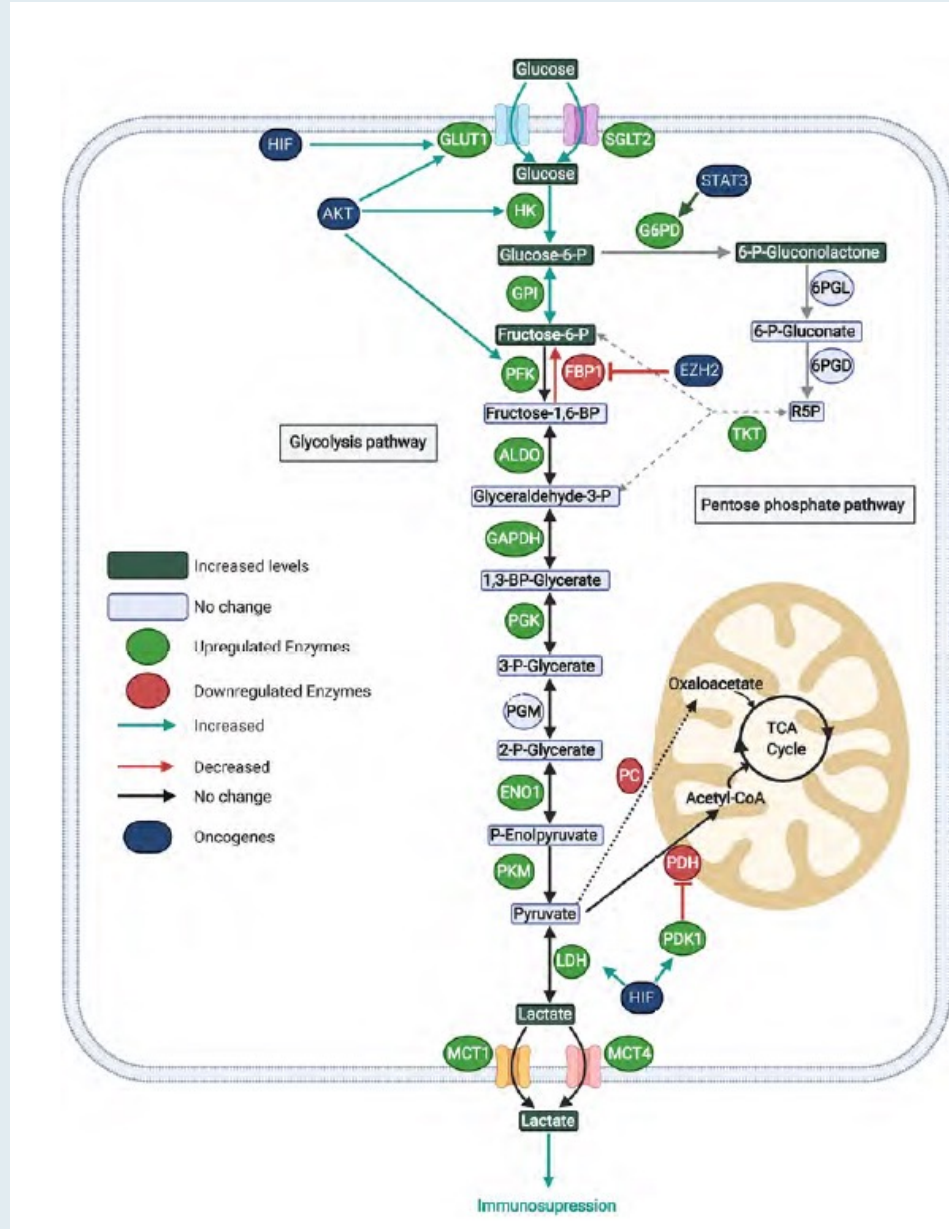 Glucose
HIF
GLUT1
SGLT2
Glucose
STAT3
AKT
HK
G6PD
Glucose-6-P
6-P-Gluconolactone
GPI
6PGL
Fructose-6-P
6-P-Gluconate
PFK
FBP1
EZH2
6PGD
Fructose-1,6-BP
R5P
Glycolysis pathway
TKT
ALDO
Glyceraldehyde-3-P
Pentose phosphate pathway
GAPDH
Increased levels
1,3-BP-Glycerate
No change
PGK
Upregulated Enzymes
3-P-Glycerate
Downregulated Enzymes
PGM
Oxaloacetate
Increased
TCA
Cycle
2-P-Glycerate
Decreased
PC
No change
ENO1
Acetyl-CoA
Oncogenes
P-Enolpyruvate
PKM
PDH
Pyruvate
PDK1
LDH
HIF
Lactate
MCT1
MCT4
Lactate
Immunosupression